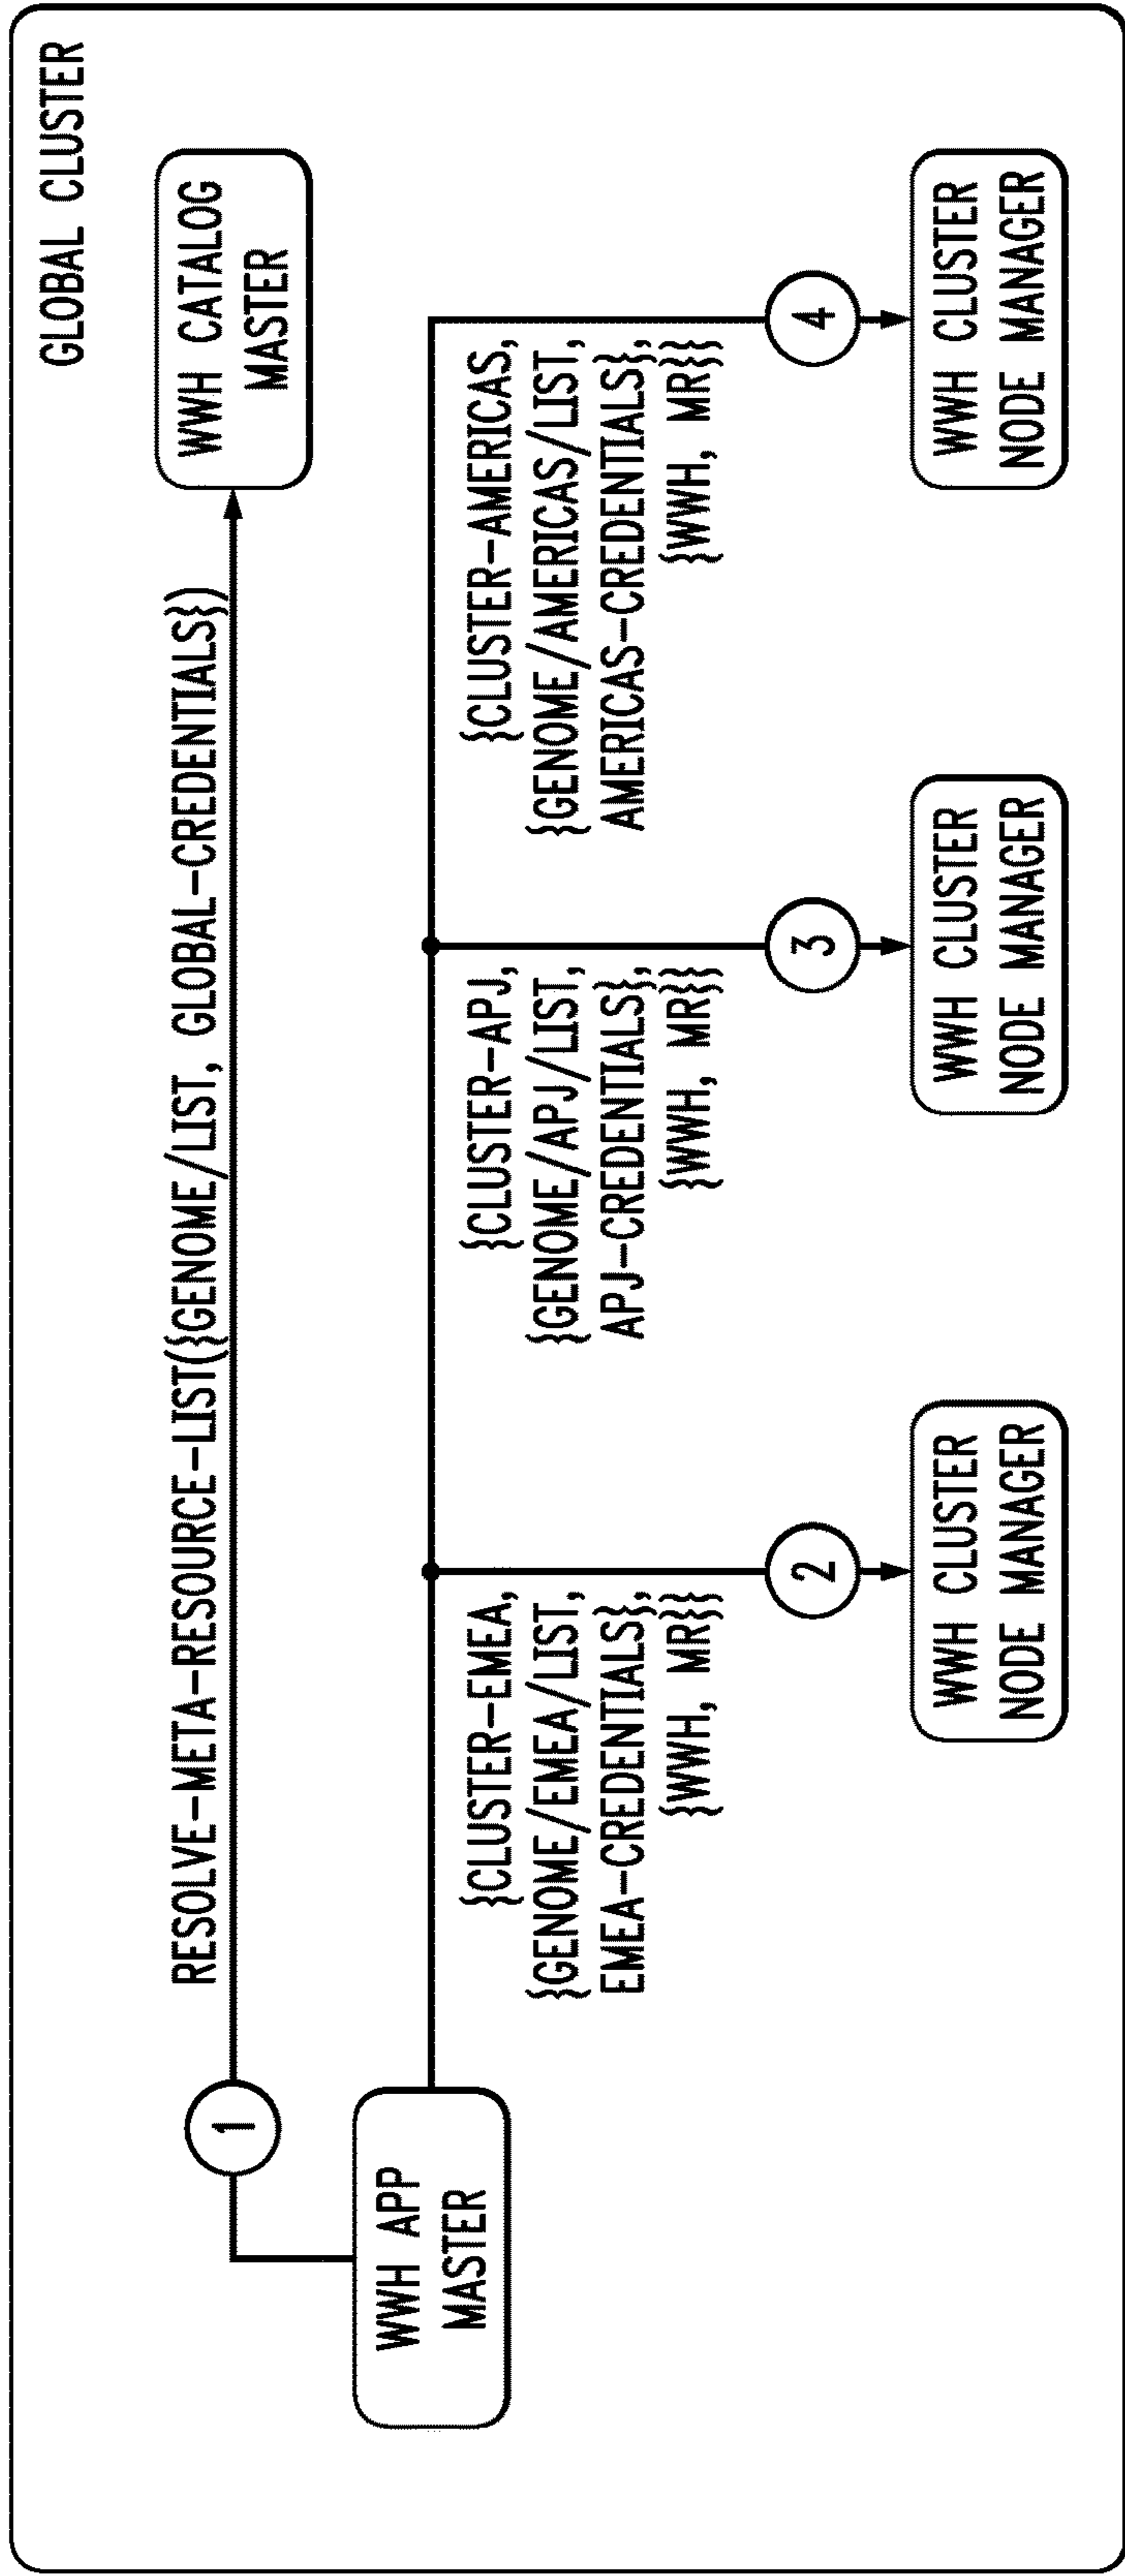 GLOBAL CLUSTER
RESOLVE-META-RESOURCE-LIST({GENOME/LIST, GLOBAL-CREDENTIALS})
1
WWH CATALOG
MASTER
WWH APP
MASTER
{CLUSTER-EMEA,
{GENOME/EMEA/LIST,
EMEA-CREDENTIALS},
{WWH, MR}}
2
WWH CLUSTER
NODE MANAGER
{CLUSTER-APJ,
{GENOME/APJ/LIST,
APJ-CREDENTIALS},
{WWH, MR}}
3
WWH CLUSTER
NODE MANAGER
{CLUSTER-AMERICAS,
{GENOME/AMERICAS/LIST,
AMERICAS-CREDENTIALS},
{WWH, MR}}
4
WWH CLUSTER
NODE MANAGER